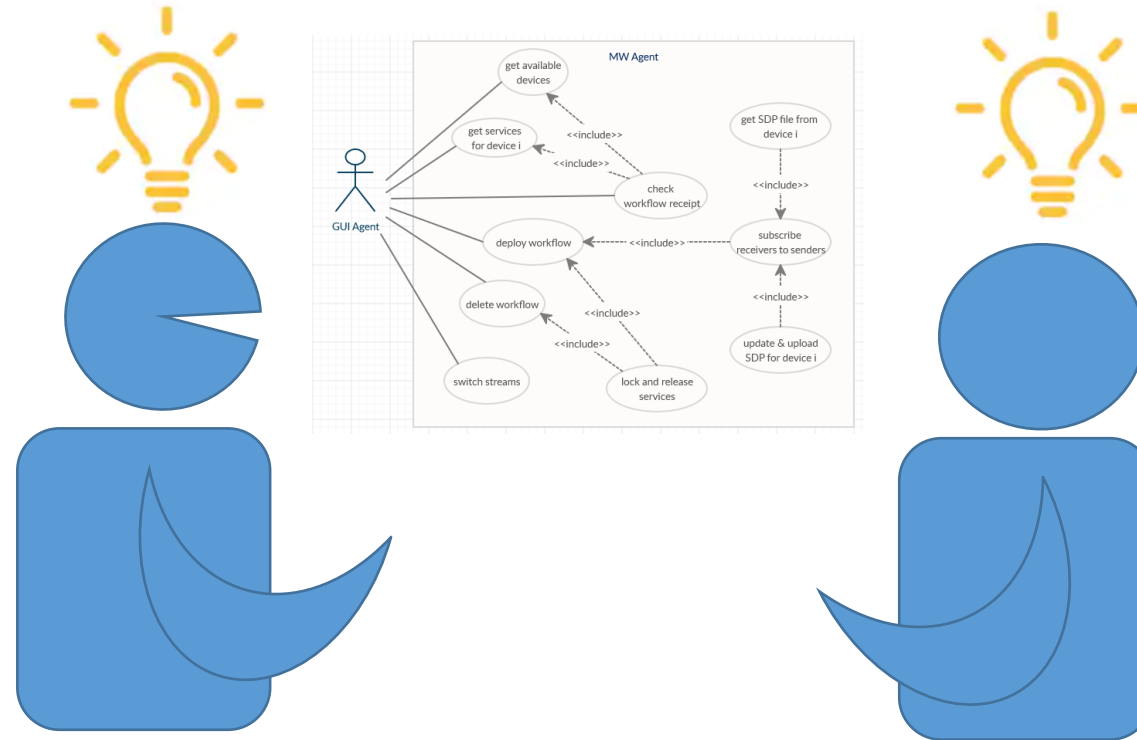 MW Agent
get available
devices
get services
for device i
<<include>>
<<include>>
check
workflow receipt
GUI Agent
deploy workflow
<<include>>
get SDP file from
device i
<<include>>
subscribe
receivers to senders
<<include>>
update & upload
SDP for device i
delete workflow
<<include>>
<<include>>
switch streams
lock and release
services